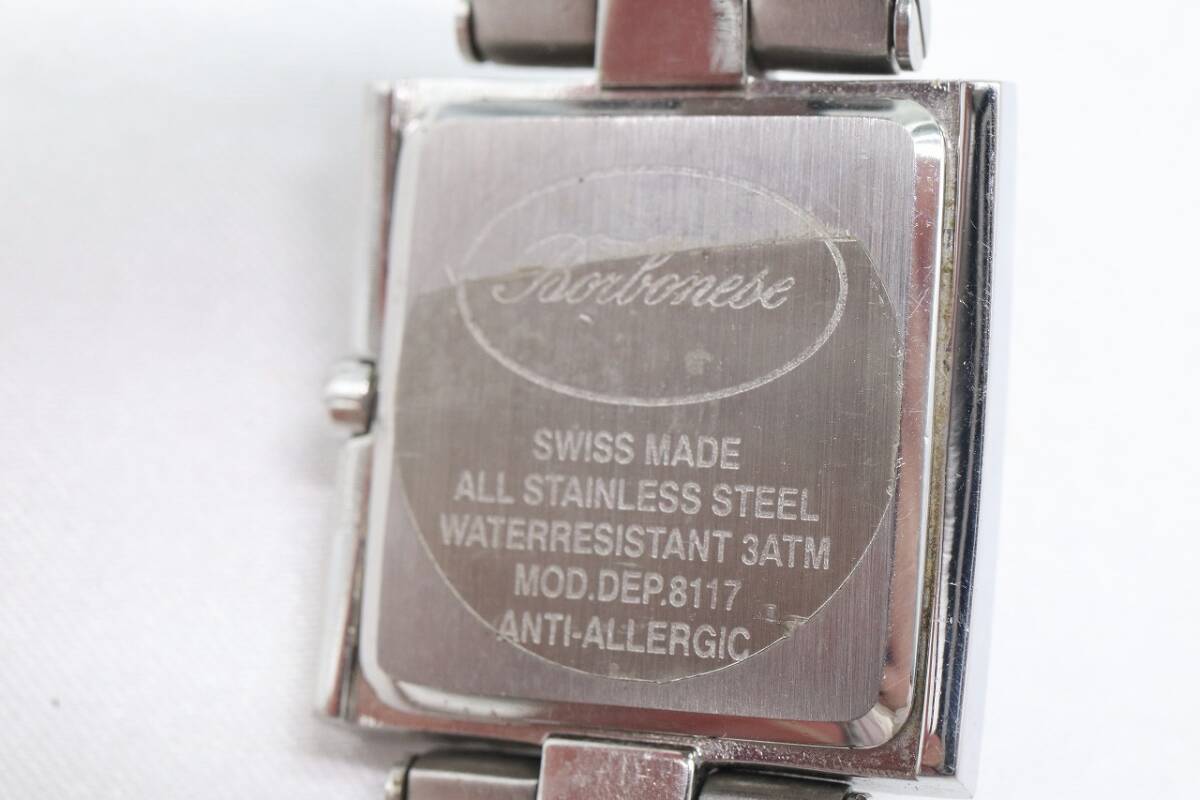 Borbonese
SWISS MADE
ALL STAINLESS STEEL
WATERRESISTANT 3ATM
MOD.DEP.8117
ANTI-ALLERGIC